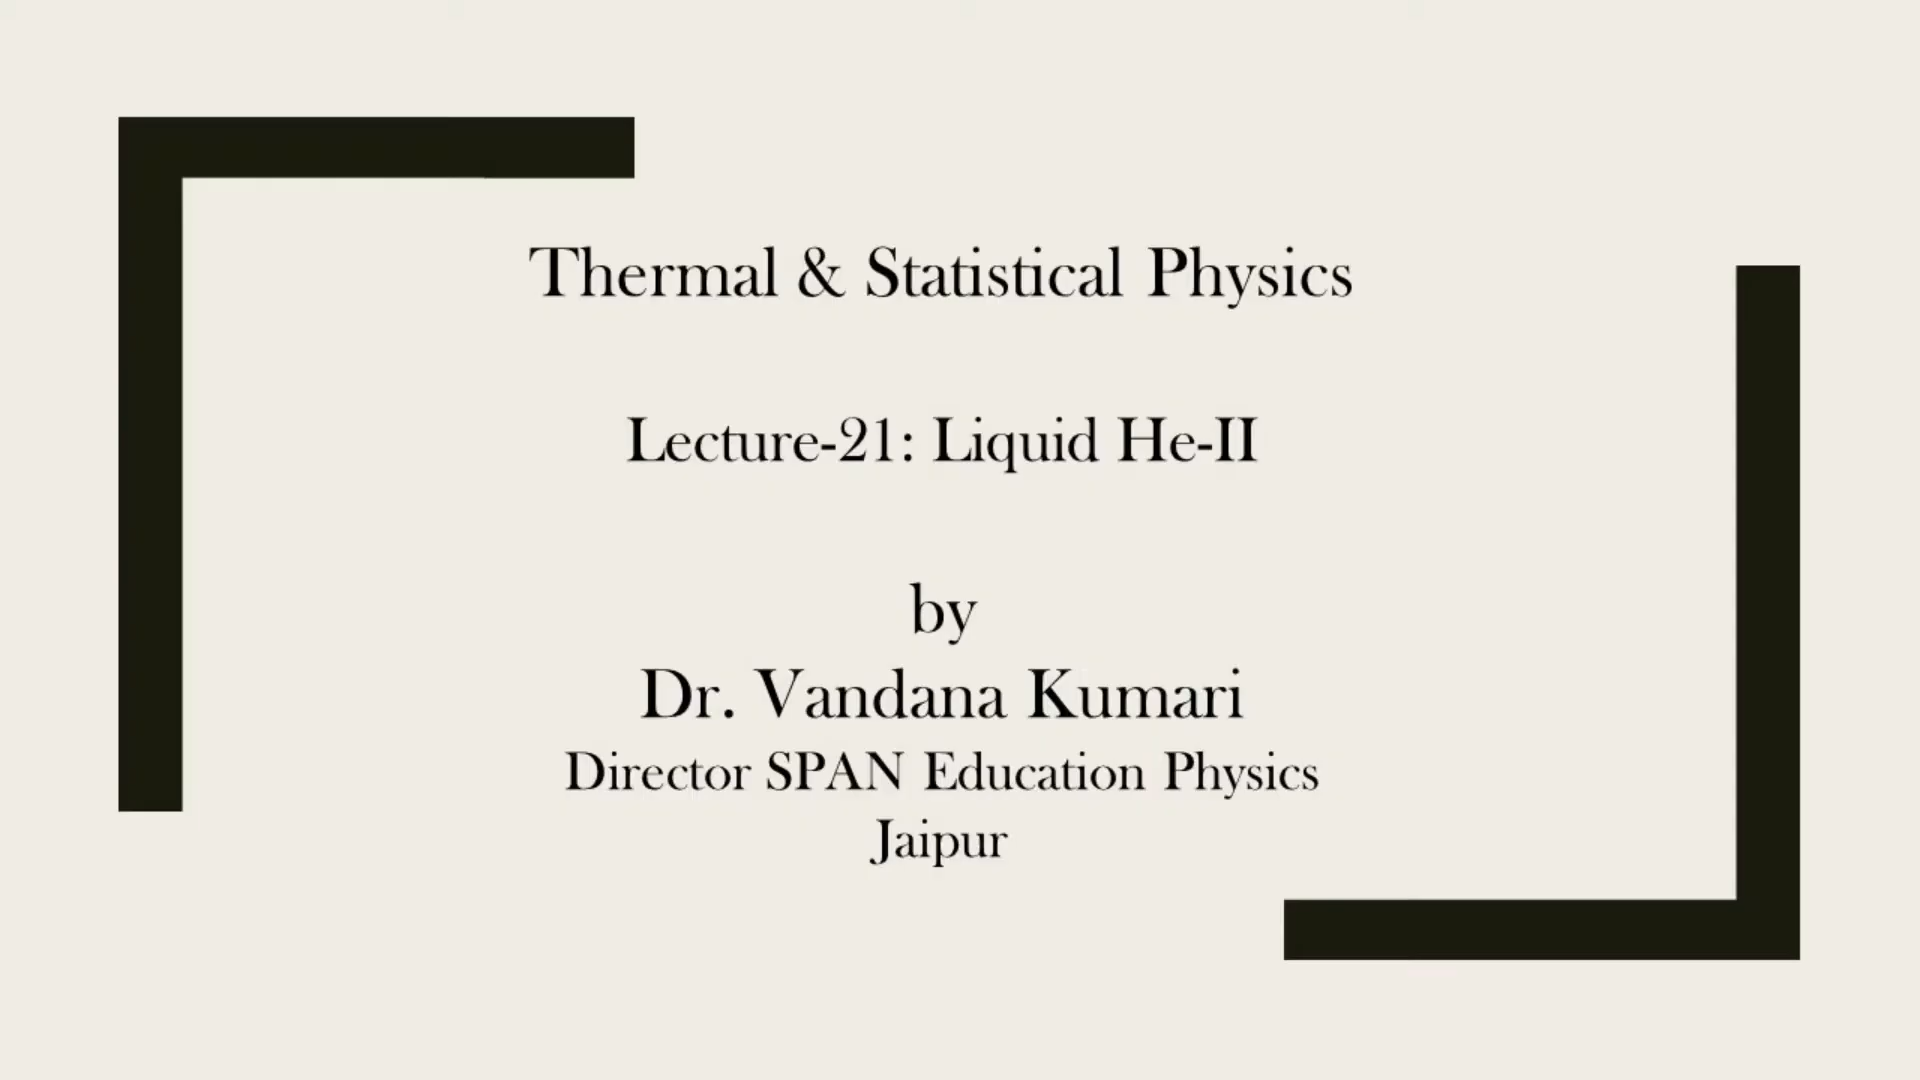 Thermal & Statistical Physics
Lecture-21: Liquid He-II
by
Dr. Vandana Kumari
Director SPAN Education Physics
Jaipur